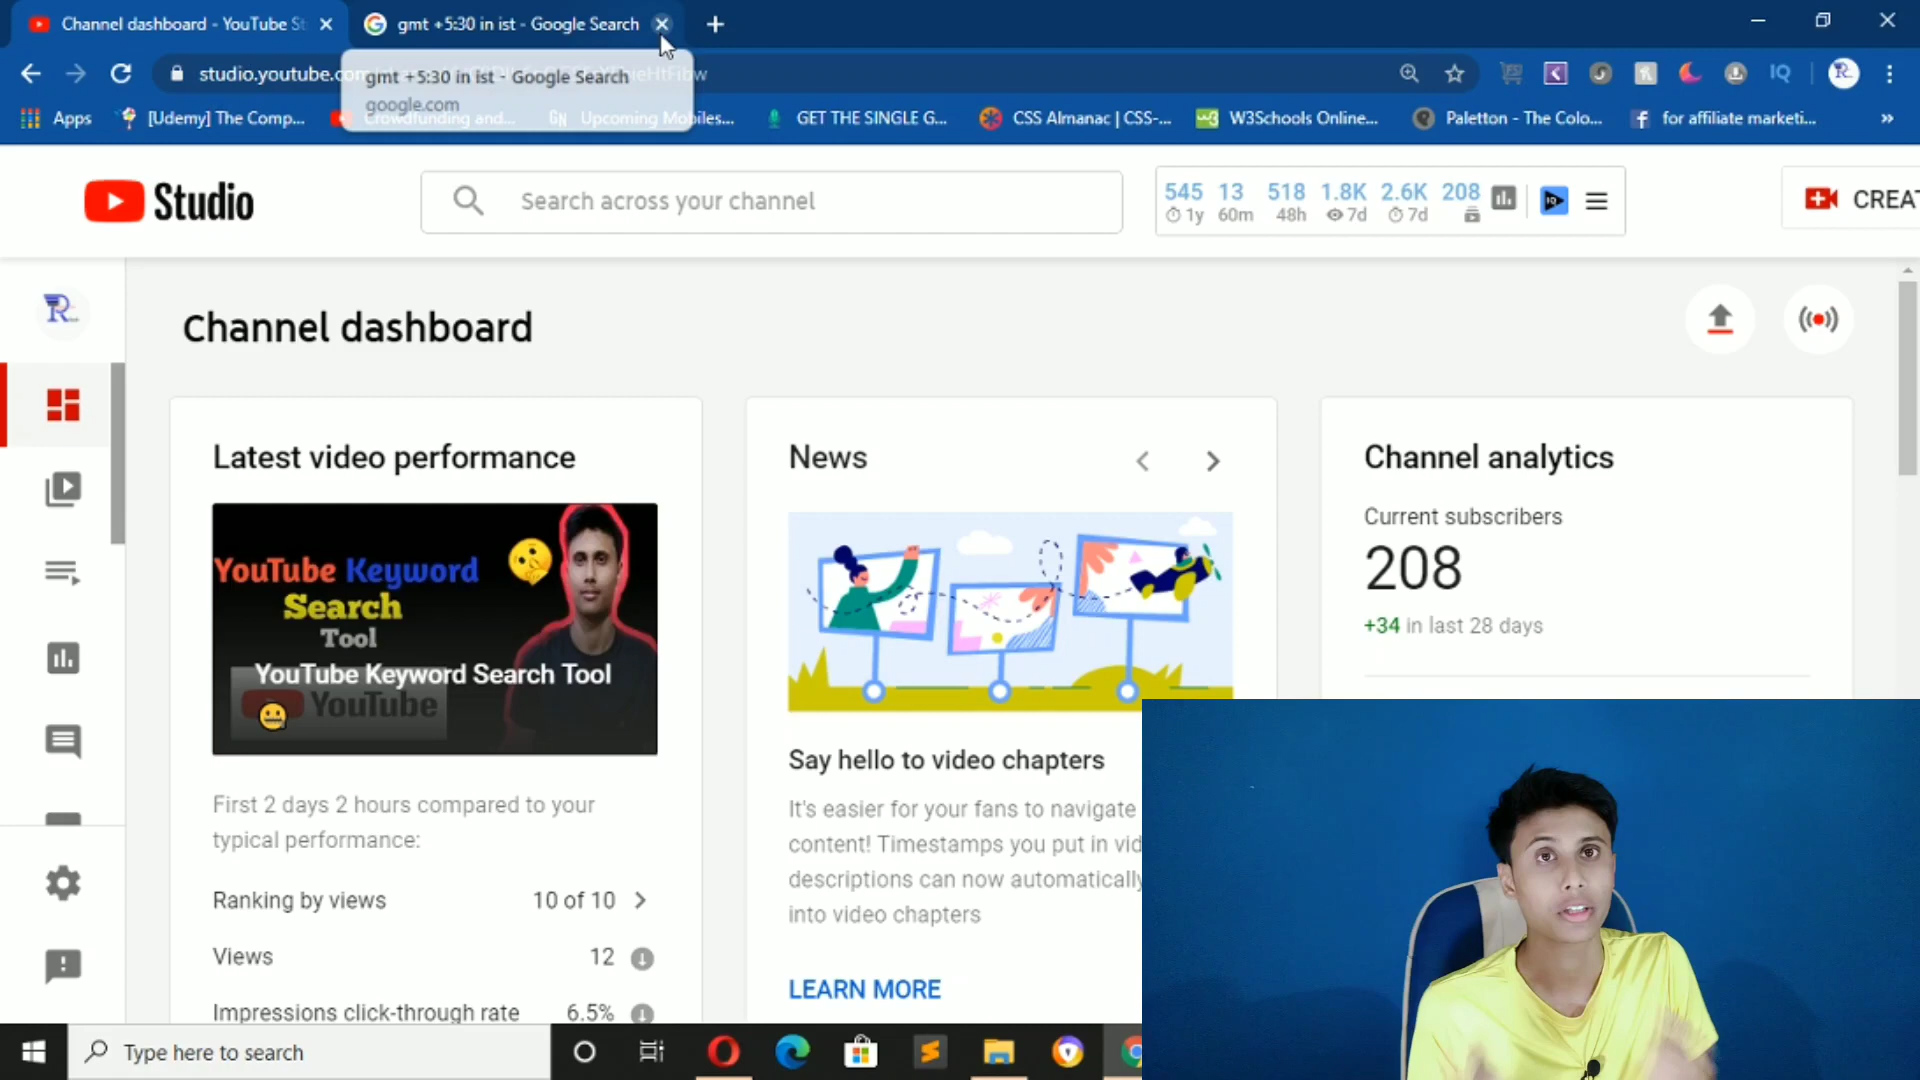 Channel dashboard - YouTube St
gmt +5:30 in ist - Google Search
studio.youtube.com
gmt +5:30 in ist - Google Search
google.com
Apps
[Udemy] The Comp...
Crowdfunding and...
Upcoming Mobiles...
GET THE SINGLE G...
CSS Almanac | CSS-...
W3Schools Online...
Paletton - The Colo...
for affiliate marketi...
»
Studio
Search across your channel
545 13 518 1.8K 2.6K 208
1y 60m 48h 7d 7d
CREAT
Channel dashboard
Latest video performance
YouTube Keyword
Search
Tool
YouTube Keyword Search Tool
YouTube
First 2 days 2 hours compared to your
typical performance:
Ranking by views 10 of 10
Views 12
Impressions click-through rate 6.5%
News
Say hello to video chapters
It's easier for your fans to navigate
content! Timestamps you put in vid
descriptions can now automatically
into video chapters
LEARN MORE
Channel analytics
Current subscribers
208
+34 in last 28 days
Type here to search